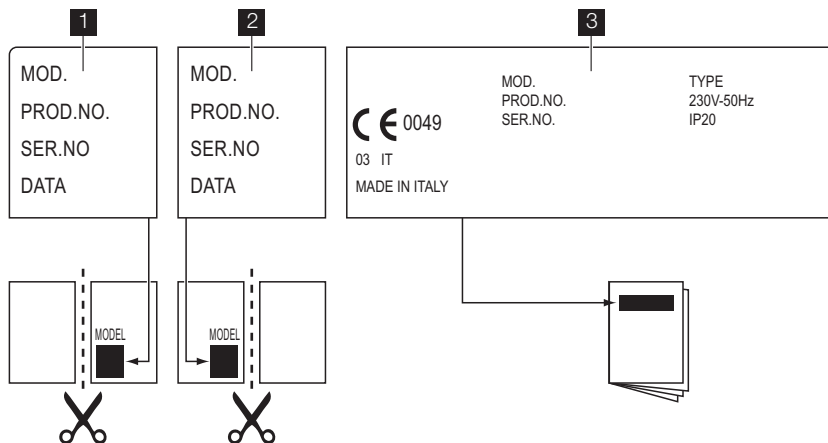 1
MOD.
PROD.NO.
SER.NO
DATA
MODEL
2
MOD.
PROD.NO.
SER.NO
DATA
MODEL
3
CE 0049
03 IT
MADE IN ITALY
MOD.
PROD.NO.
SER.NO.
TYPE
230V-50Hz
IP20